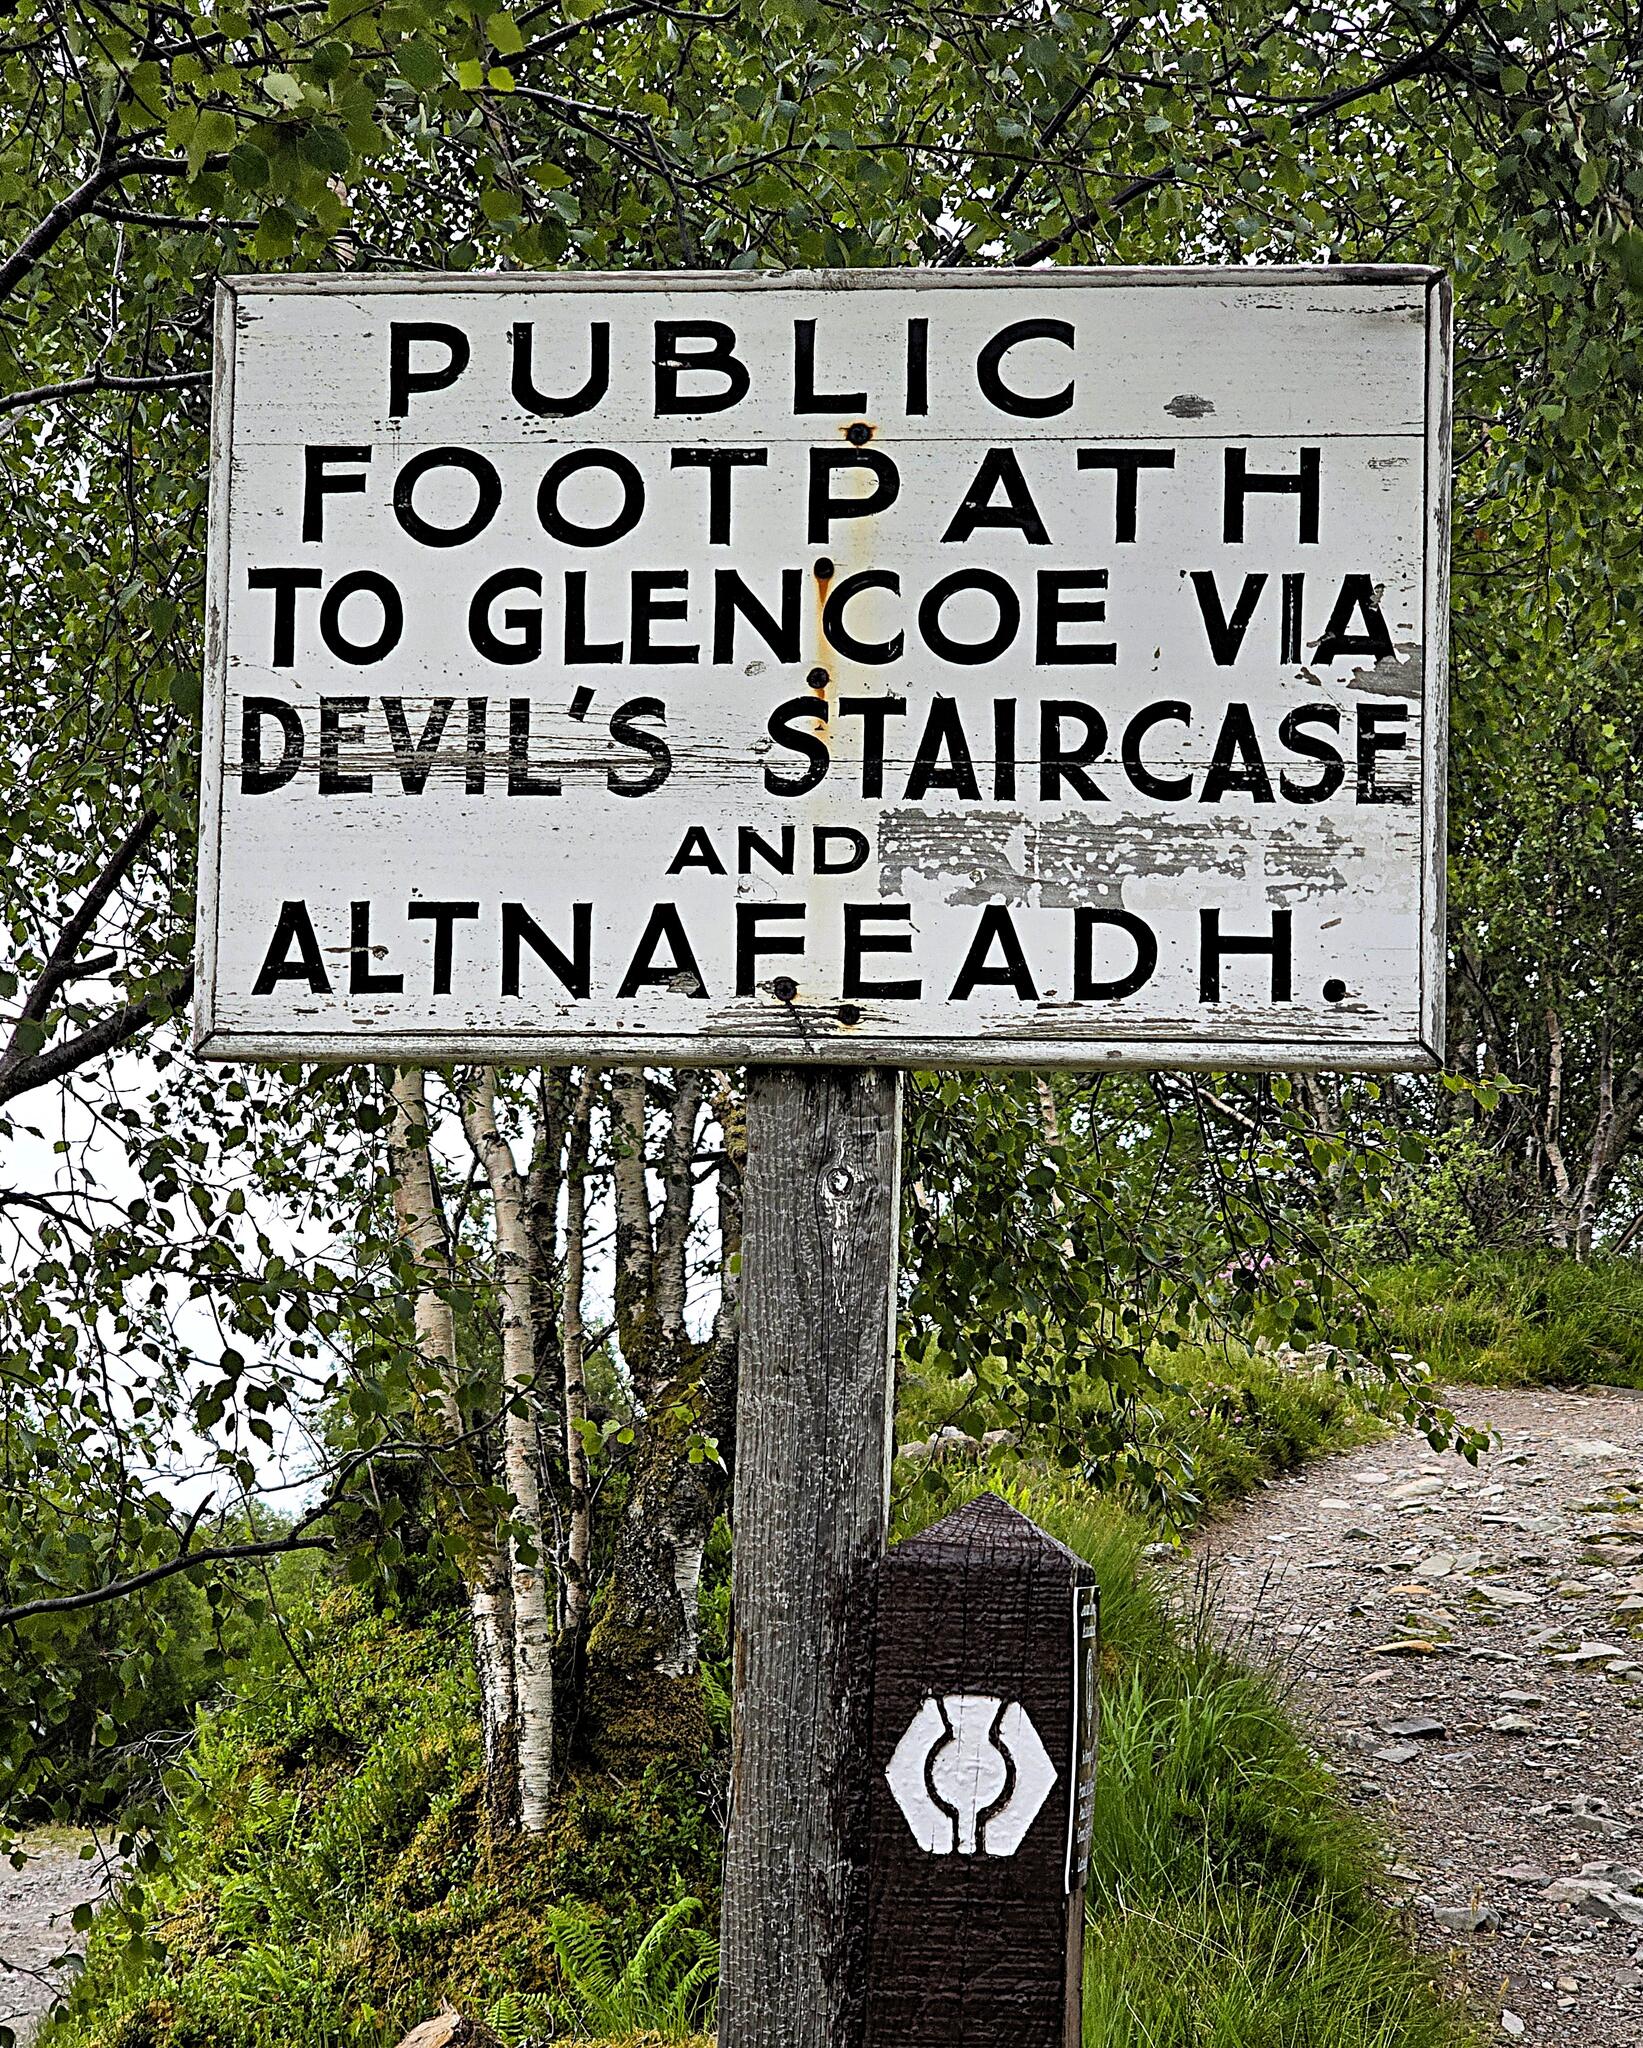 PUBLIC
FOOTPATH
TO GLENCOE VIA
DEVIL'S STAIRCASE
AND
ALTNAFEADH.